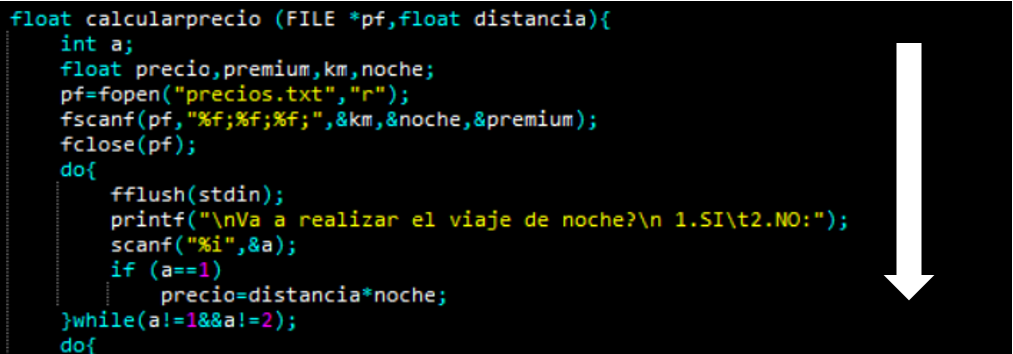 float calcularprecio (FILE *pf,float distancia){
    int a;
    float precio,premium,km,noche;
    pf=fopen("precios.txt","r");
    fscanf(pf,"%f;%f;%f;",&km,&noche,&premium);
    fclose(pf);
    do{
        fflush(stdin);
        printf("\nVa a realizar el viaje de noche?\n 1.SI\t2.NO:");
        scanf("%i",&a);
        if (a==1)
            precio=distancia*noche;
    }while(a!=1&&a!=2);
    do{